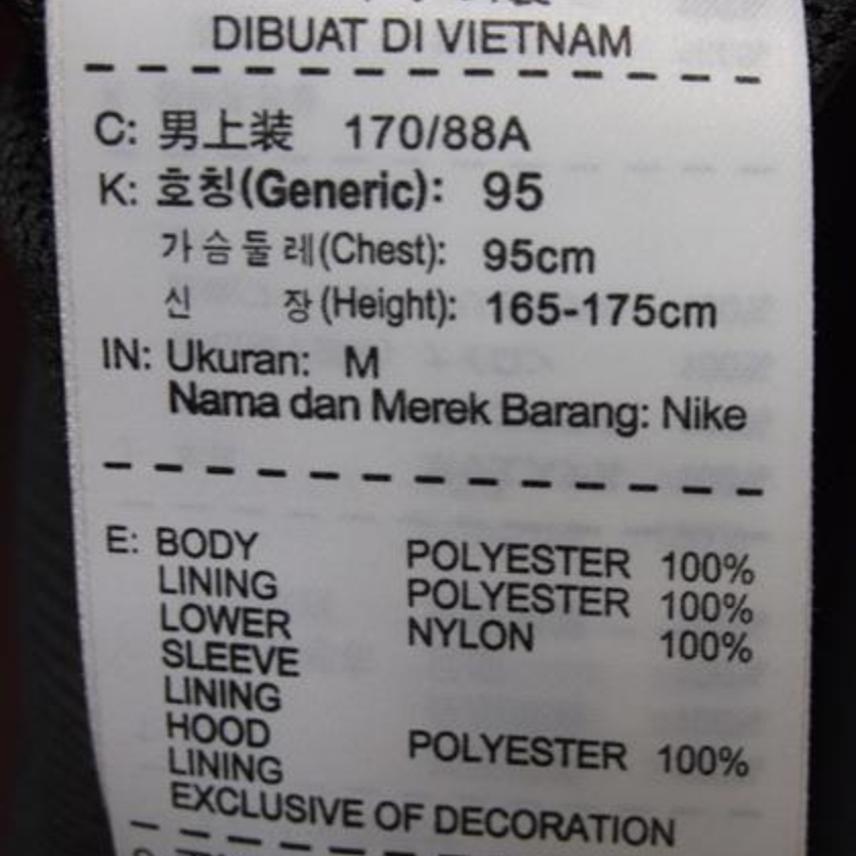 DIBUAT DI VIETNAM
C: 男上装 170/88A
K: 호칭(Generic): 95
가슴둘레(Chest): 95cm
신 장(Height): 165-175cm
IN: Ukuran: M
Nama dan Merek Barang: Nike
E: BODY POLYESTER 100%
LINING POLYESTER 100%
LOWER NYLON 100%
SLEEVE
LINING
HOOD POLYESTER 100%
LINING
EXCLUSIVE OF DECORATION